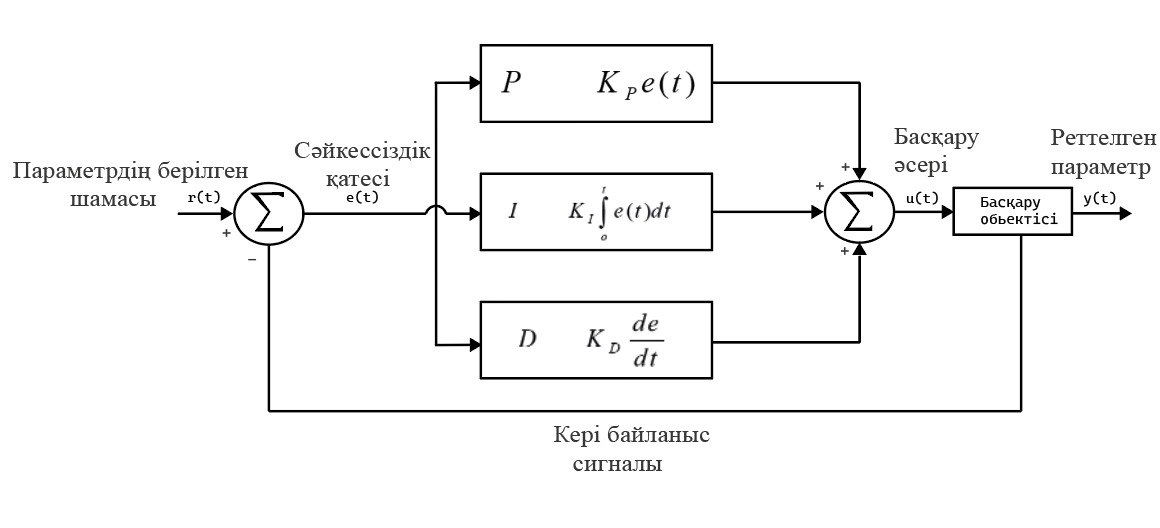 P K_P e(t)
Параметрдің берілген
шамасы
r(t)
Сәйкессіздік
қатесі
e(t)
Басқару
әсері
u(t)
Реттелген
параметр
y(t)
∑
+
−
I K_I ∫_o^t e(t)dt
+
+
+
∑
Басқару
обьектісі
D K_D de/dt
Кері байланыс
сигналы